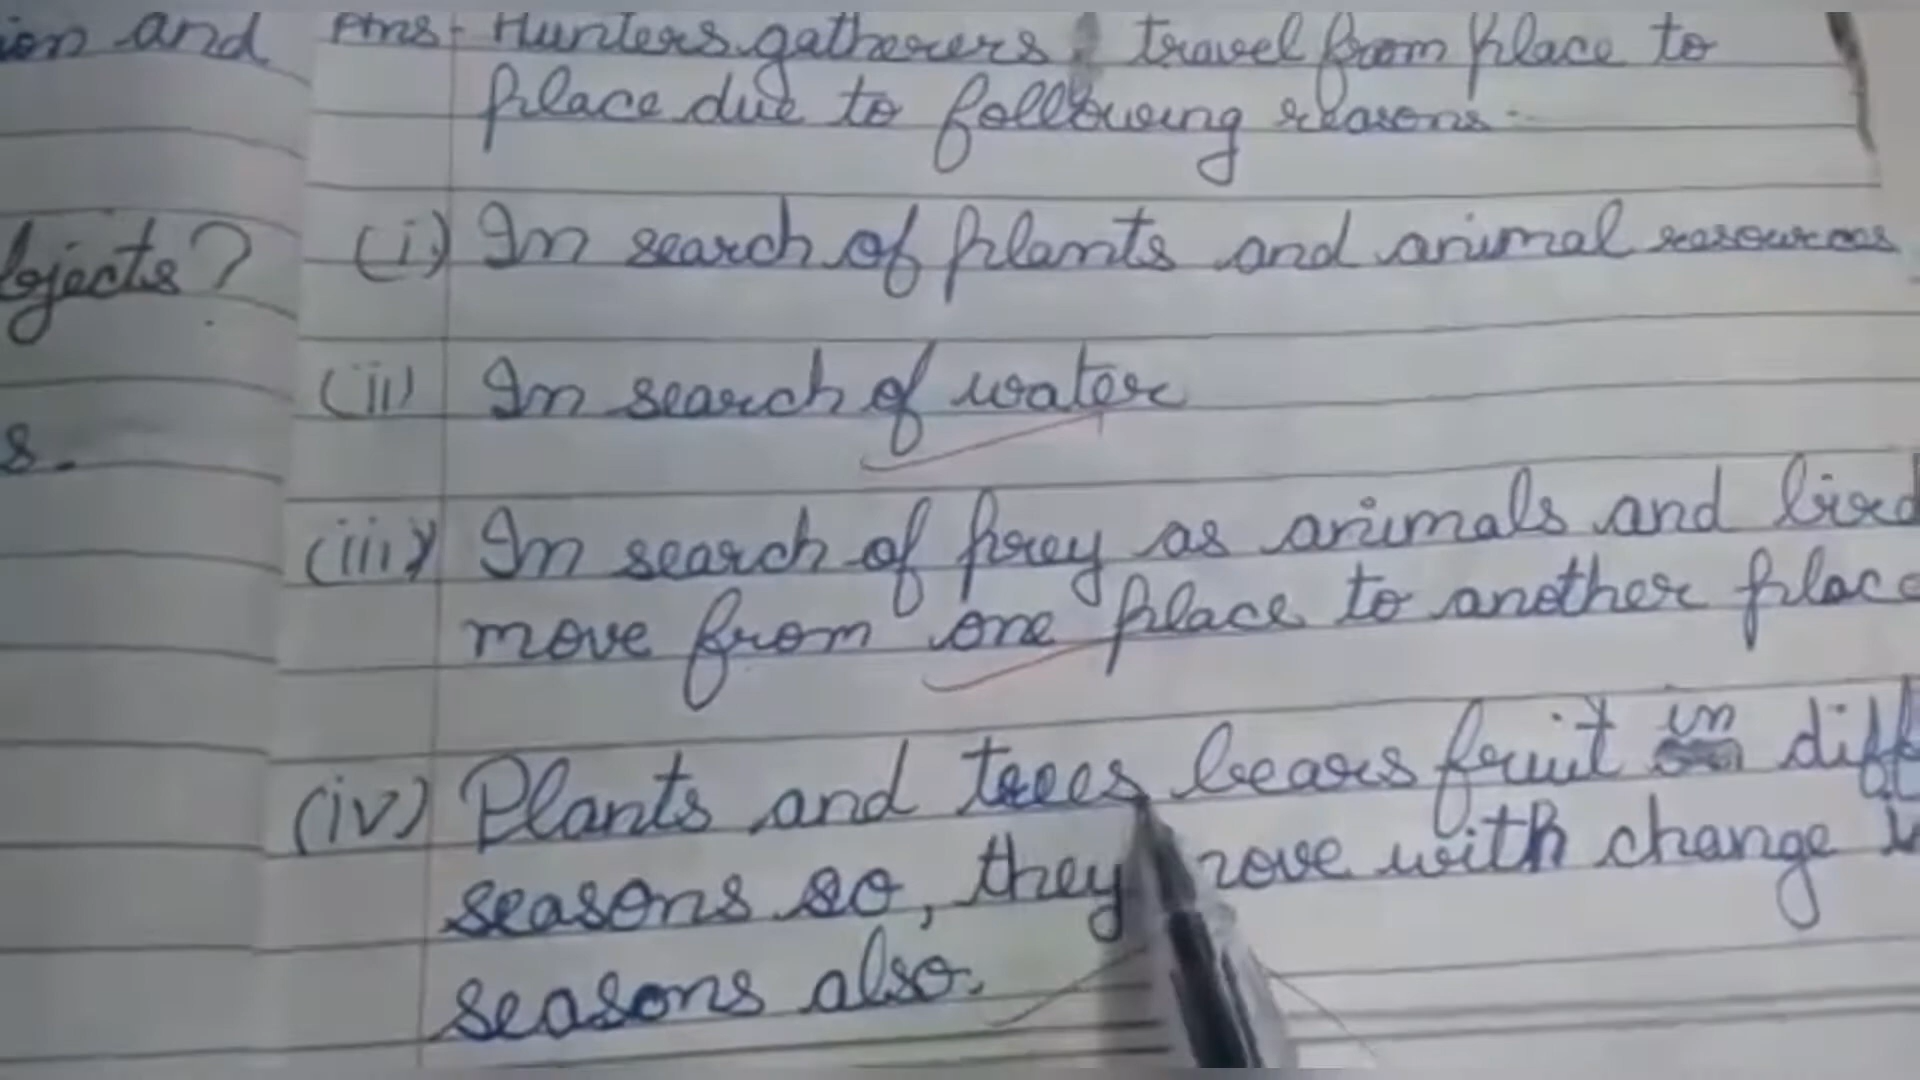 ion and
bjects?
s.
Ans- Hunters gatherers travel from place to
place due to following reasons-
(i) In search of plants and animal resources
(ii) In search of water
(iii) In search of prey as animals and bird
move from one place to another place
(iv) Plants and trees bears fruit in diff
seasons so, they move with change in
seasons also.